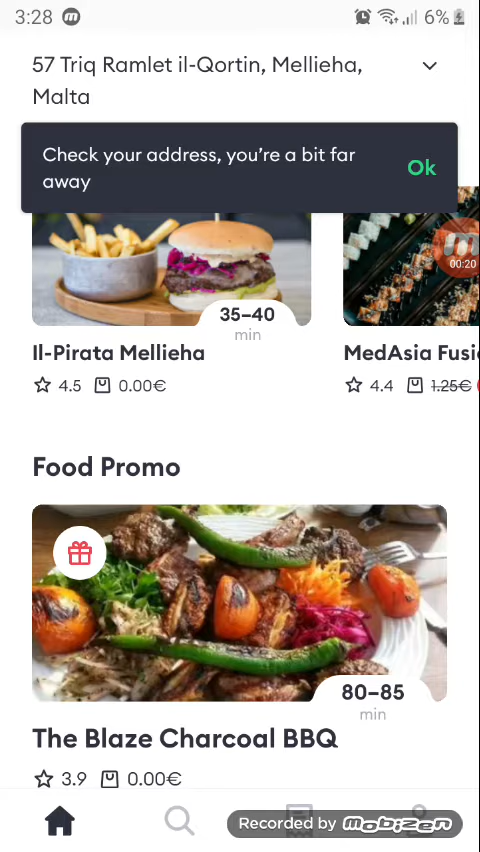 3:28
6%
57 Triq Ramlet il-Qortin, Mellieha,
Malta
Check your address, you're a bit far
away
Ok
00:20
35–40
min
Il-Pirata Mellieha
MedAsia Fusi
4.5 0.00€
4.4 1.25€
Food Promo
80–85
min
The Blaze Charcoal BBQ
3.9 0.00€
Recorded by mobizen